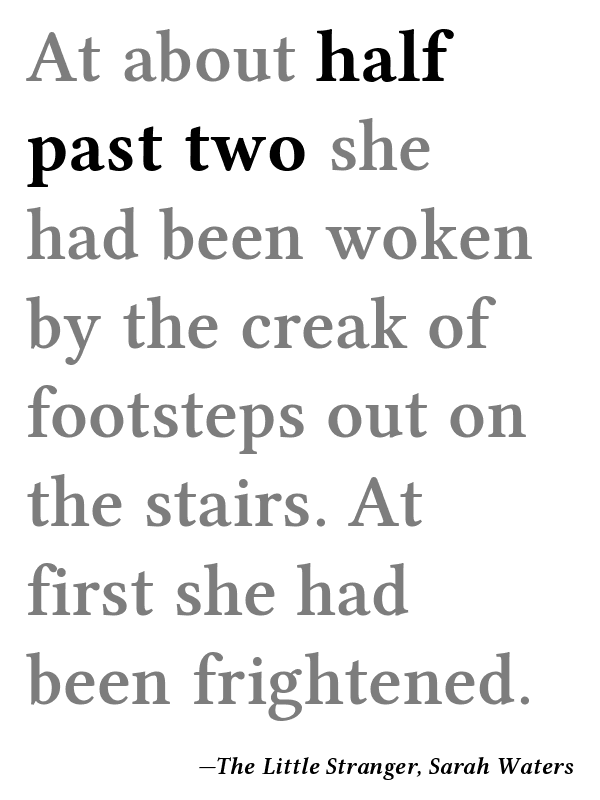 At about half
past two she
had been woken
by the creak of
footsteps out on
the stairs. At
first she had
been frightened.
—The Little Stranger, Sarah Waters